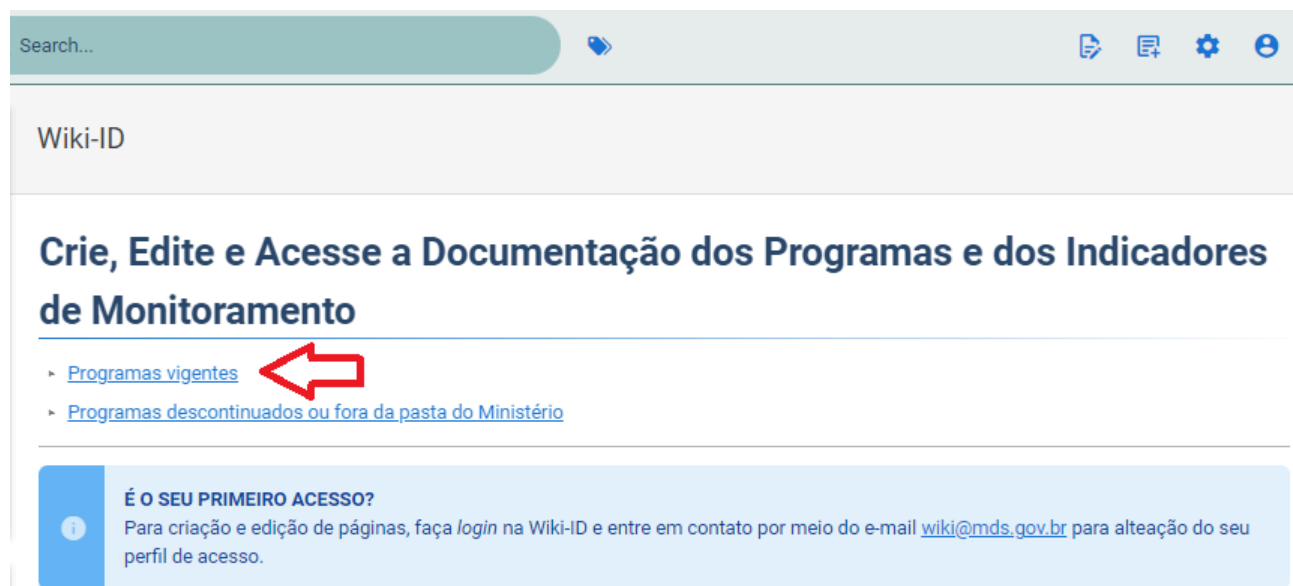 Search...
Wiki-ID
Crie, Edite e Acesse a Documentação dos Programas e dos Indicadores
de Monitoramento
Programas vigentes
Programas descontinuados ou fora da pasta do Ministério
É O SEU PRIMEIRO ACESSO?
Para criação e edição de páginas, faça login na Wiki-ID e entre em contato por meio do e-mail wiki@mds.gov.br para alteação do seu
perfil de acesso.